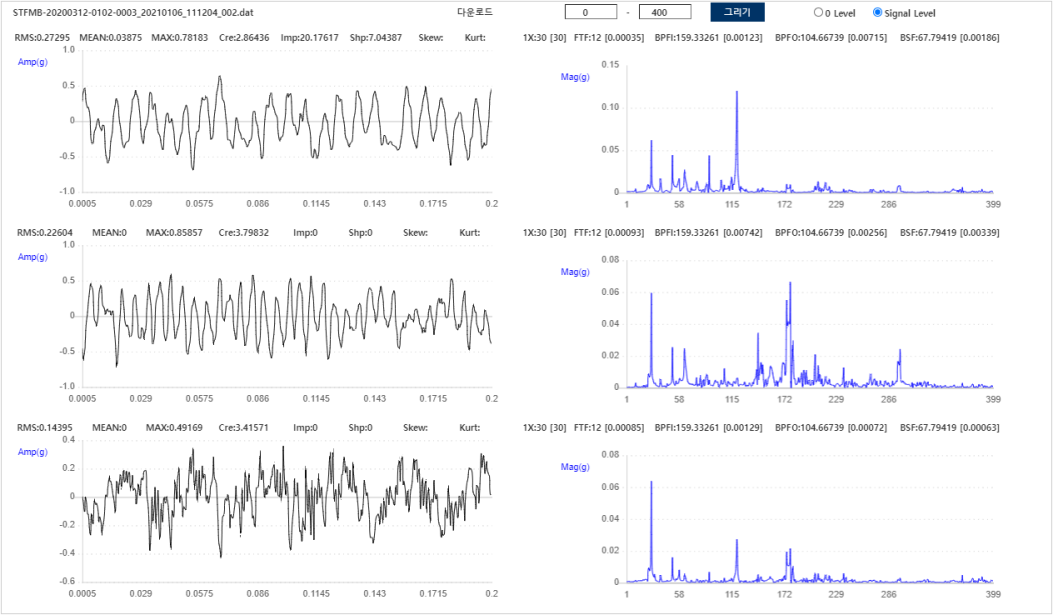 STFMB-20200312-0102-0003_20210106_111204_002.dat 다운로드 0 - 400 그리기 0 Level Signal Level
RMS:0.27295 MEAN:0.03875 MAX:0.78183 Cre:2.86436 Imp:20.17617 Shp:7.04387 Skew: Kurt: 1X:30 [30] FTF:12 [0.00035] BPFI:159.33261 [0.00123] BPFO:104.66739 [0.00715] BSF:67.79419 [0.00186]
Amp(g)
1.0
0.5
0
-0.5
-1.0
0.0005 0.029 0.0575 0.086 0.1145 0.143 0.1715 0.2
Mag(g)
0.15
0.10
0.05
0
1 58 115 172 229 286 399
RMS:0.22604 MEAN:0 MAX:0.85857 Cre:3.79832 Imp:0 Shp:0 Skew: Kurt: 1X:30 [30] FTF:12 [0.00093] BPFI:159.33261 [0.00742] BPFO:104.66739 [0.00256] BSF:67.79419 [0.00339]
Amp(g)
1.0
0.5
0
-0.5
-1.0
0.0005 0.029 0.0575 0.086 0.1145 0.143 0.1715 0.2
Mag(g)
0.08
0.06
0.04
0.02
0
1 58 115 172 229 286 399
RMS:0.14395 MEAN:0 MAX:0.49169 Cre:3.41571 Imp:0 Shp:0 Skew: Kurt: 1X:30 [30] FTF:12 [0.00085] BPFI:159.33261 [0.00129] BPFO:104.66739 [0.00072] BSF:67.79419 [0.00063]
Amp(g)
0.4
0.2
0
-0.2
-0.4
-0.6
0.0005 0.029 0.0575 0.086 0.1145 0.143 0.1715 0.2
Mag(g)
0.08
0.06
0.04
0.02
0
1 58 115 172 229 286 399